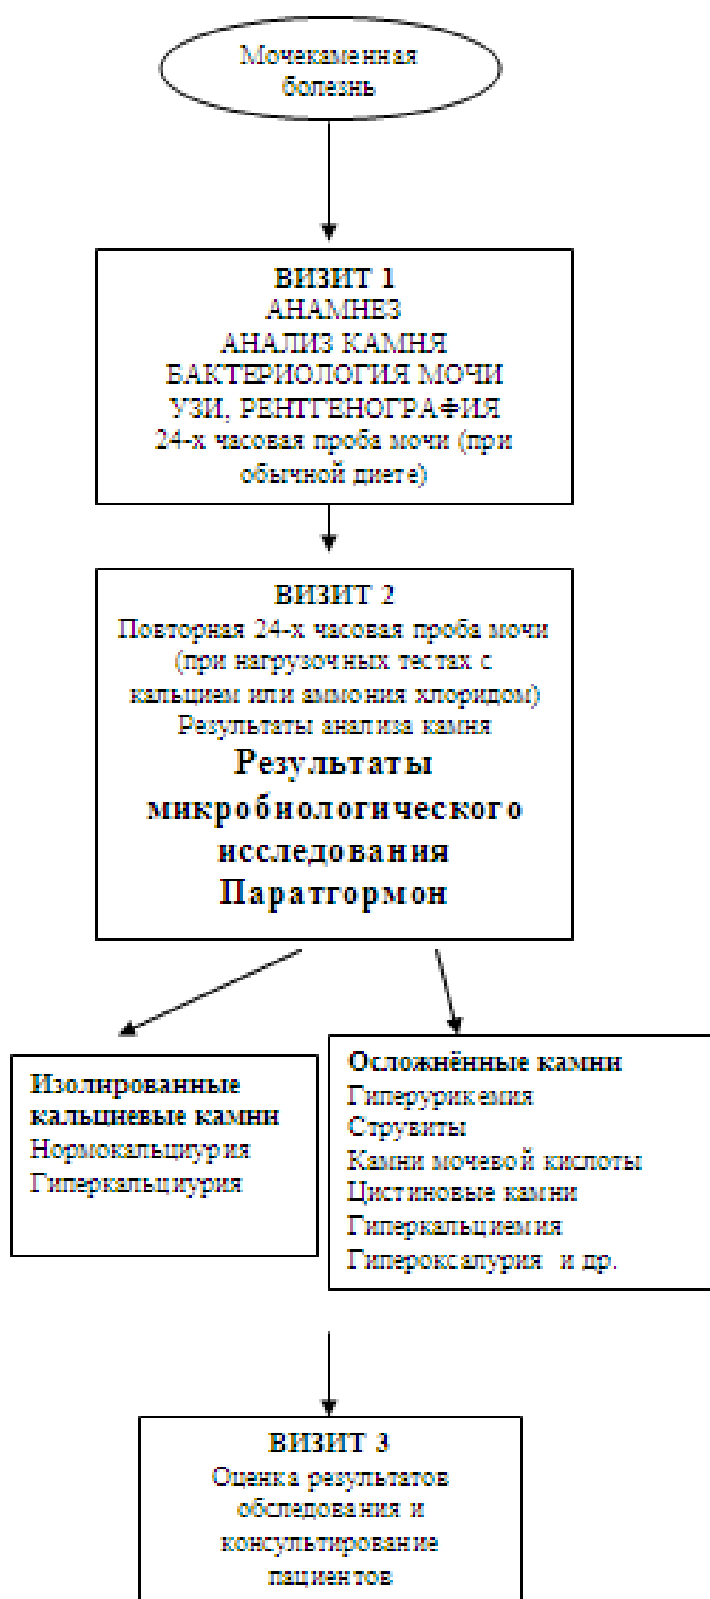 Мочекаменная
болезнь
ВИЗИТ 1
АНАМНЕЗ
АНАЛИЗ КАМНЯ
БАКТЕРИОЛОГИЯ МОЧИ
УЗИ, РЕНТГЕНОГРАФИЯ
24-х часовая проба мочи (при
обычной диете)
ВИЗИТ 2
Повторная 24-х часовая проба мочи
(при нагрузочных тестах с
кальцием или аммония хлоридом)
Результаты анализа камня
Результаты
микробиологического
исследования
Паратгормон
Изолированные
кальциевые камни
Нормокальциурия
Гиперкальциурия
Осложнённые камни
Гиперурикемия
Струвиты
Камни мочевой кислоты
Цистиновые камни
Гиперкальциемия
Гипероксалурия и др.
ВИЗИТ 3
Оценка результатов
обследования и
консультирование
пациентов